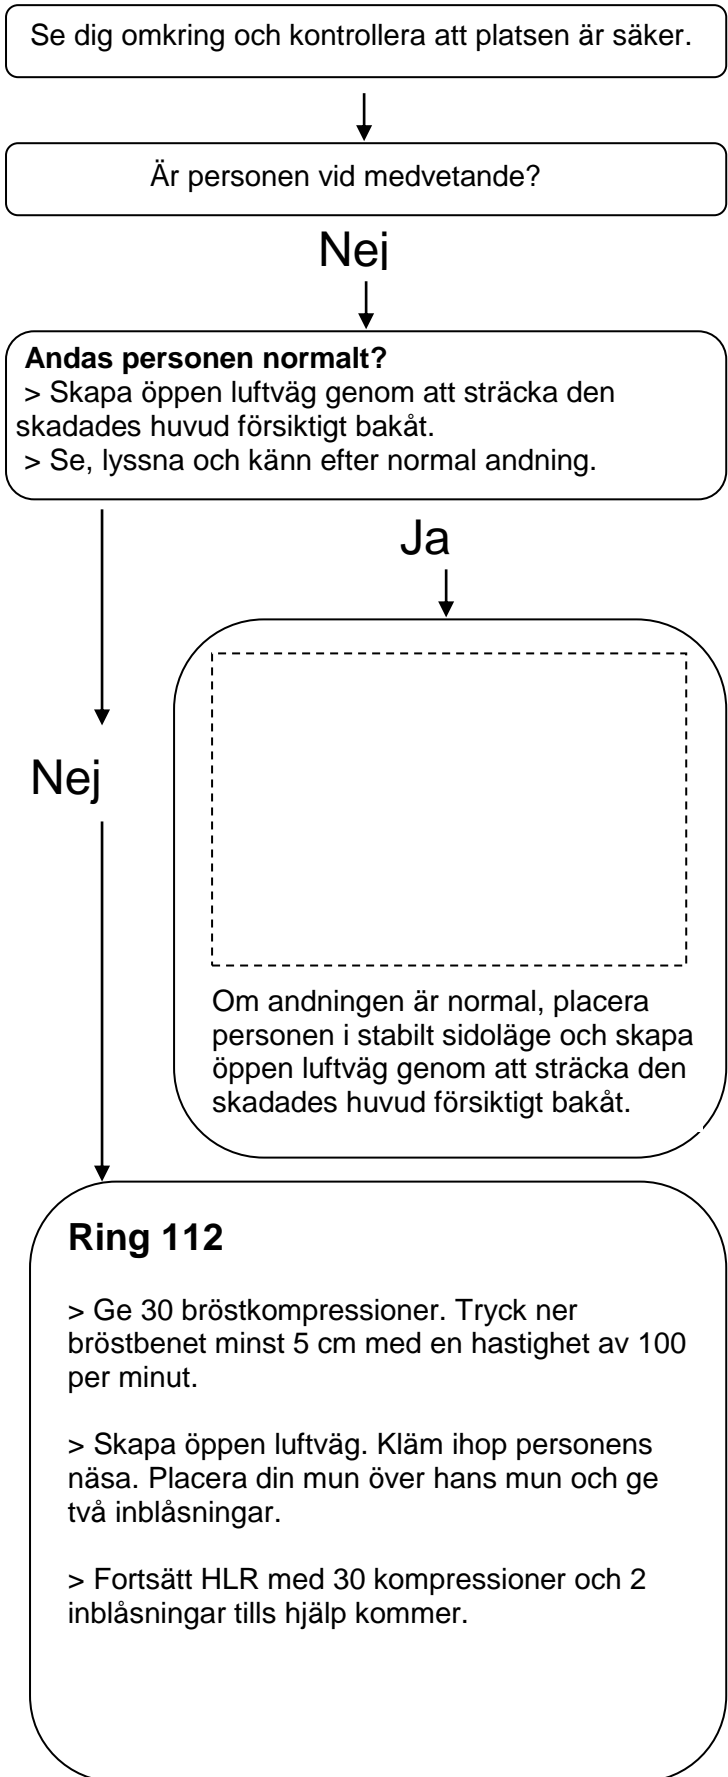 Se dig omkring och kontrollera att platsen är säker.
Är personen vid medvetande?
Nej
Andas personen normalt?
> Skapa öppen luftväg genom att sträcka den
skadades huvud försiktigt bakåt.
> Se, lyssna och känn efter normal andning.
Ja
Nej
Om andningen är normal, placera
personen i stabilt sidoläge och skapa
öppen luftväg genom att sträcka den
skadades huvud försiktigt bakåt.
Ring 112
> Ge 30 bröstkompressioner. Tryck ner
bröstbenet minst 5 cm med en hastighet av 100
per minut.
> Skapa öppen luftväg. Kläm ihop personens
näsa. Placera din mun över hans mun och ge
två inblåsningar.
> Fortsätt HLR med 30 kompressioner och 2
inblåsningar tills hjälp kommer.